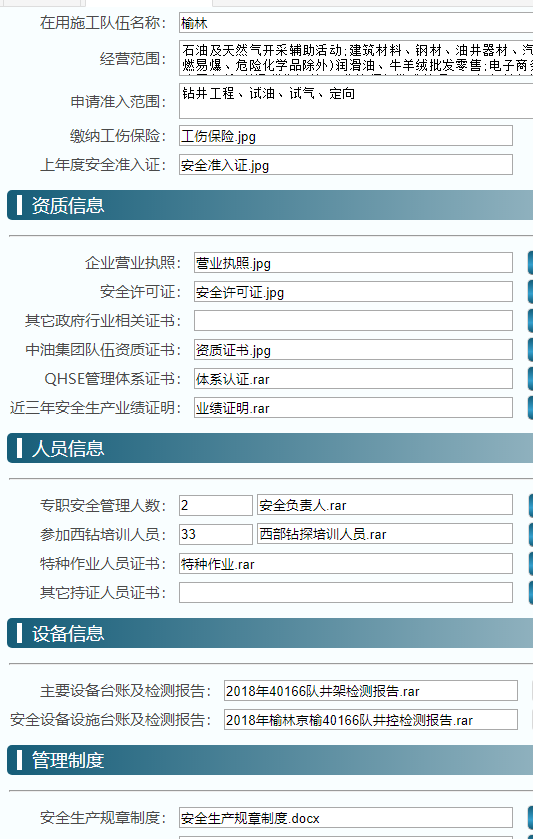 在用施工队伍名称： 榆林
经营范围： 石油及天然气开采辅助活动;建筑材料、钢材、油井器材、汽
燃易爆、危险化学品除外)润滑油、牛羊绒批发零售;电子商务
申请准入范围： 钻井工程、试油、试气、定向
缴纳工伤保险： 工伤保险.jpg
上年度安全准入证： 安全准入证.jpg
资质信息
企业营业执照： 营业执照.jpg
安全许可证： 安全许可证.jpg
其它政府行业相关证书：
中油集团队伍资质证书： 资质证书.jpg
QHSE管理体系证书： 体系认证.rar
近三年安全生产业绩证明： 业绩证明.rar
人员信息
专职安全管理人数： 2 安全负责人.rar
参加西钻培训人员： 33 西部钻探培训人员.rar
特种作业人员证书： 特种作业.rar
其它持证人员证书：
设备信息
主要设备台账及检测报告： 2018年40166队井架检测报告.rar
安全设备设施台账及检测报告： 2018年榆林京榆40166队井控检测报告.rar
管理制度
安全生产规章制度： 安全生产规章制度.docx